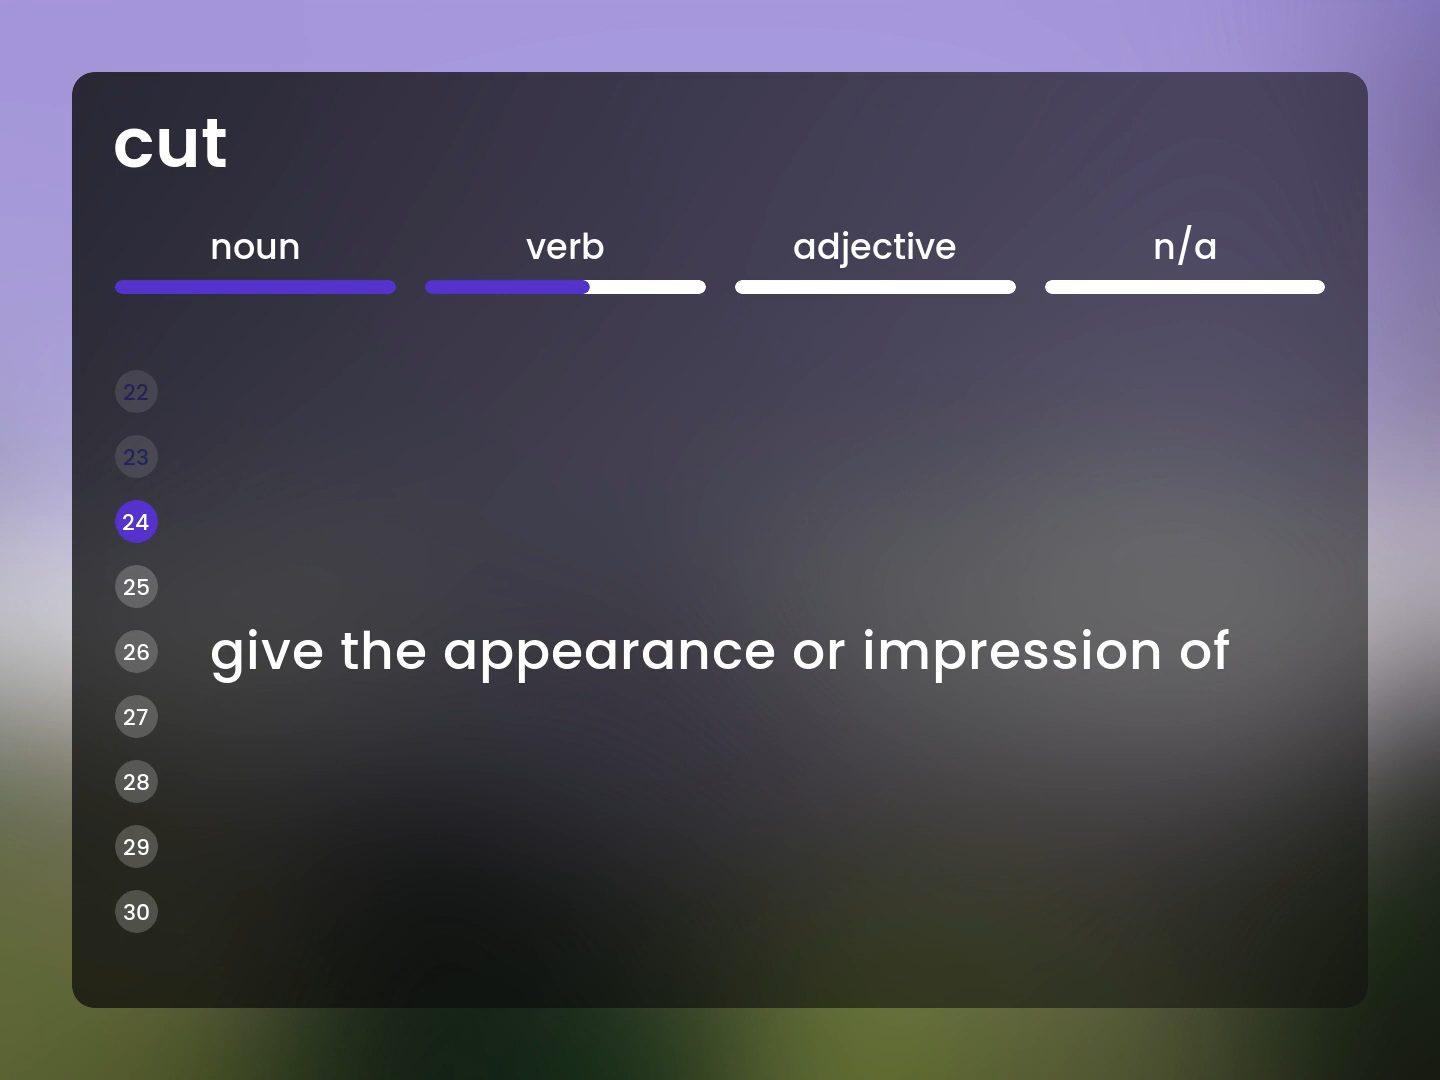 cut
noun
verb
adjective
n/a
22
23
24
25
26
give the appearance or impression of
27
28
29
30